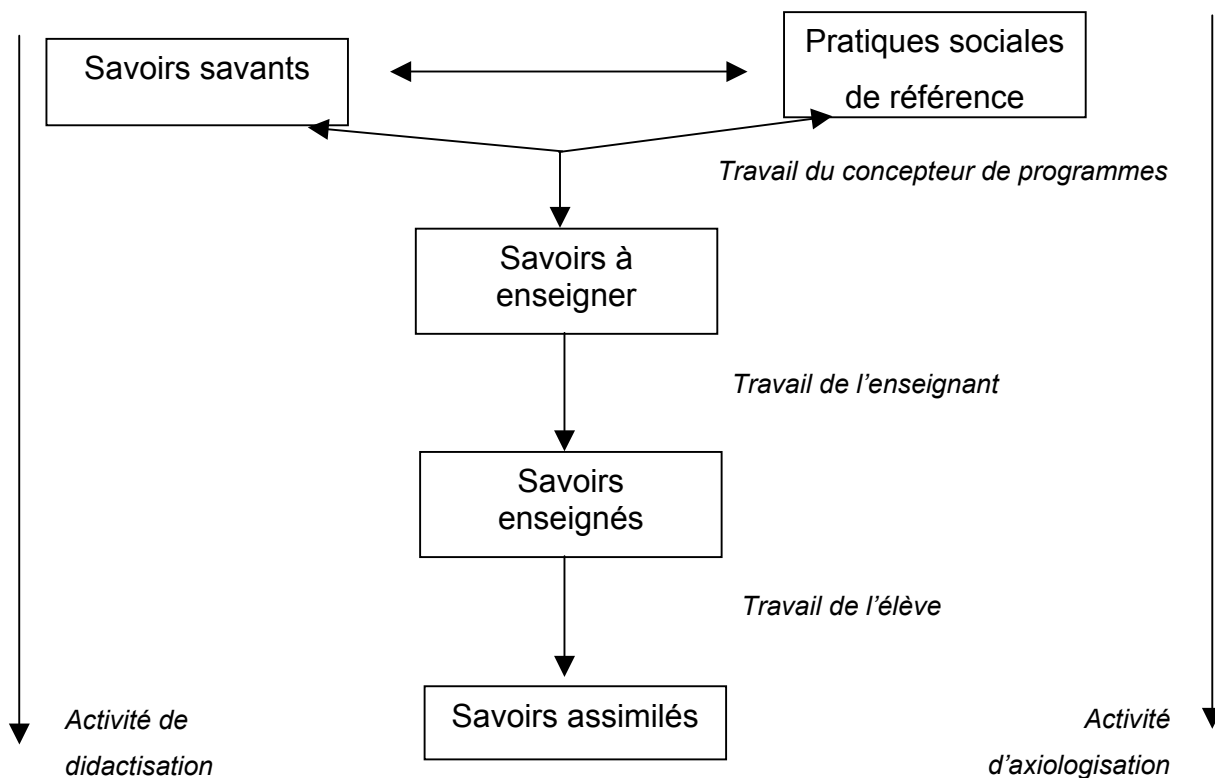 Savoirs savants
Pratiques sociales
de référence
Travail du concepteur de programmes
Savoirs à
enseigner
Travail de l’enseignant
Savoirs
enseignés
Travail de l’élève
Savoirs assimilés
Activité de
didactisation
Activité
d'axiologisation